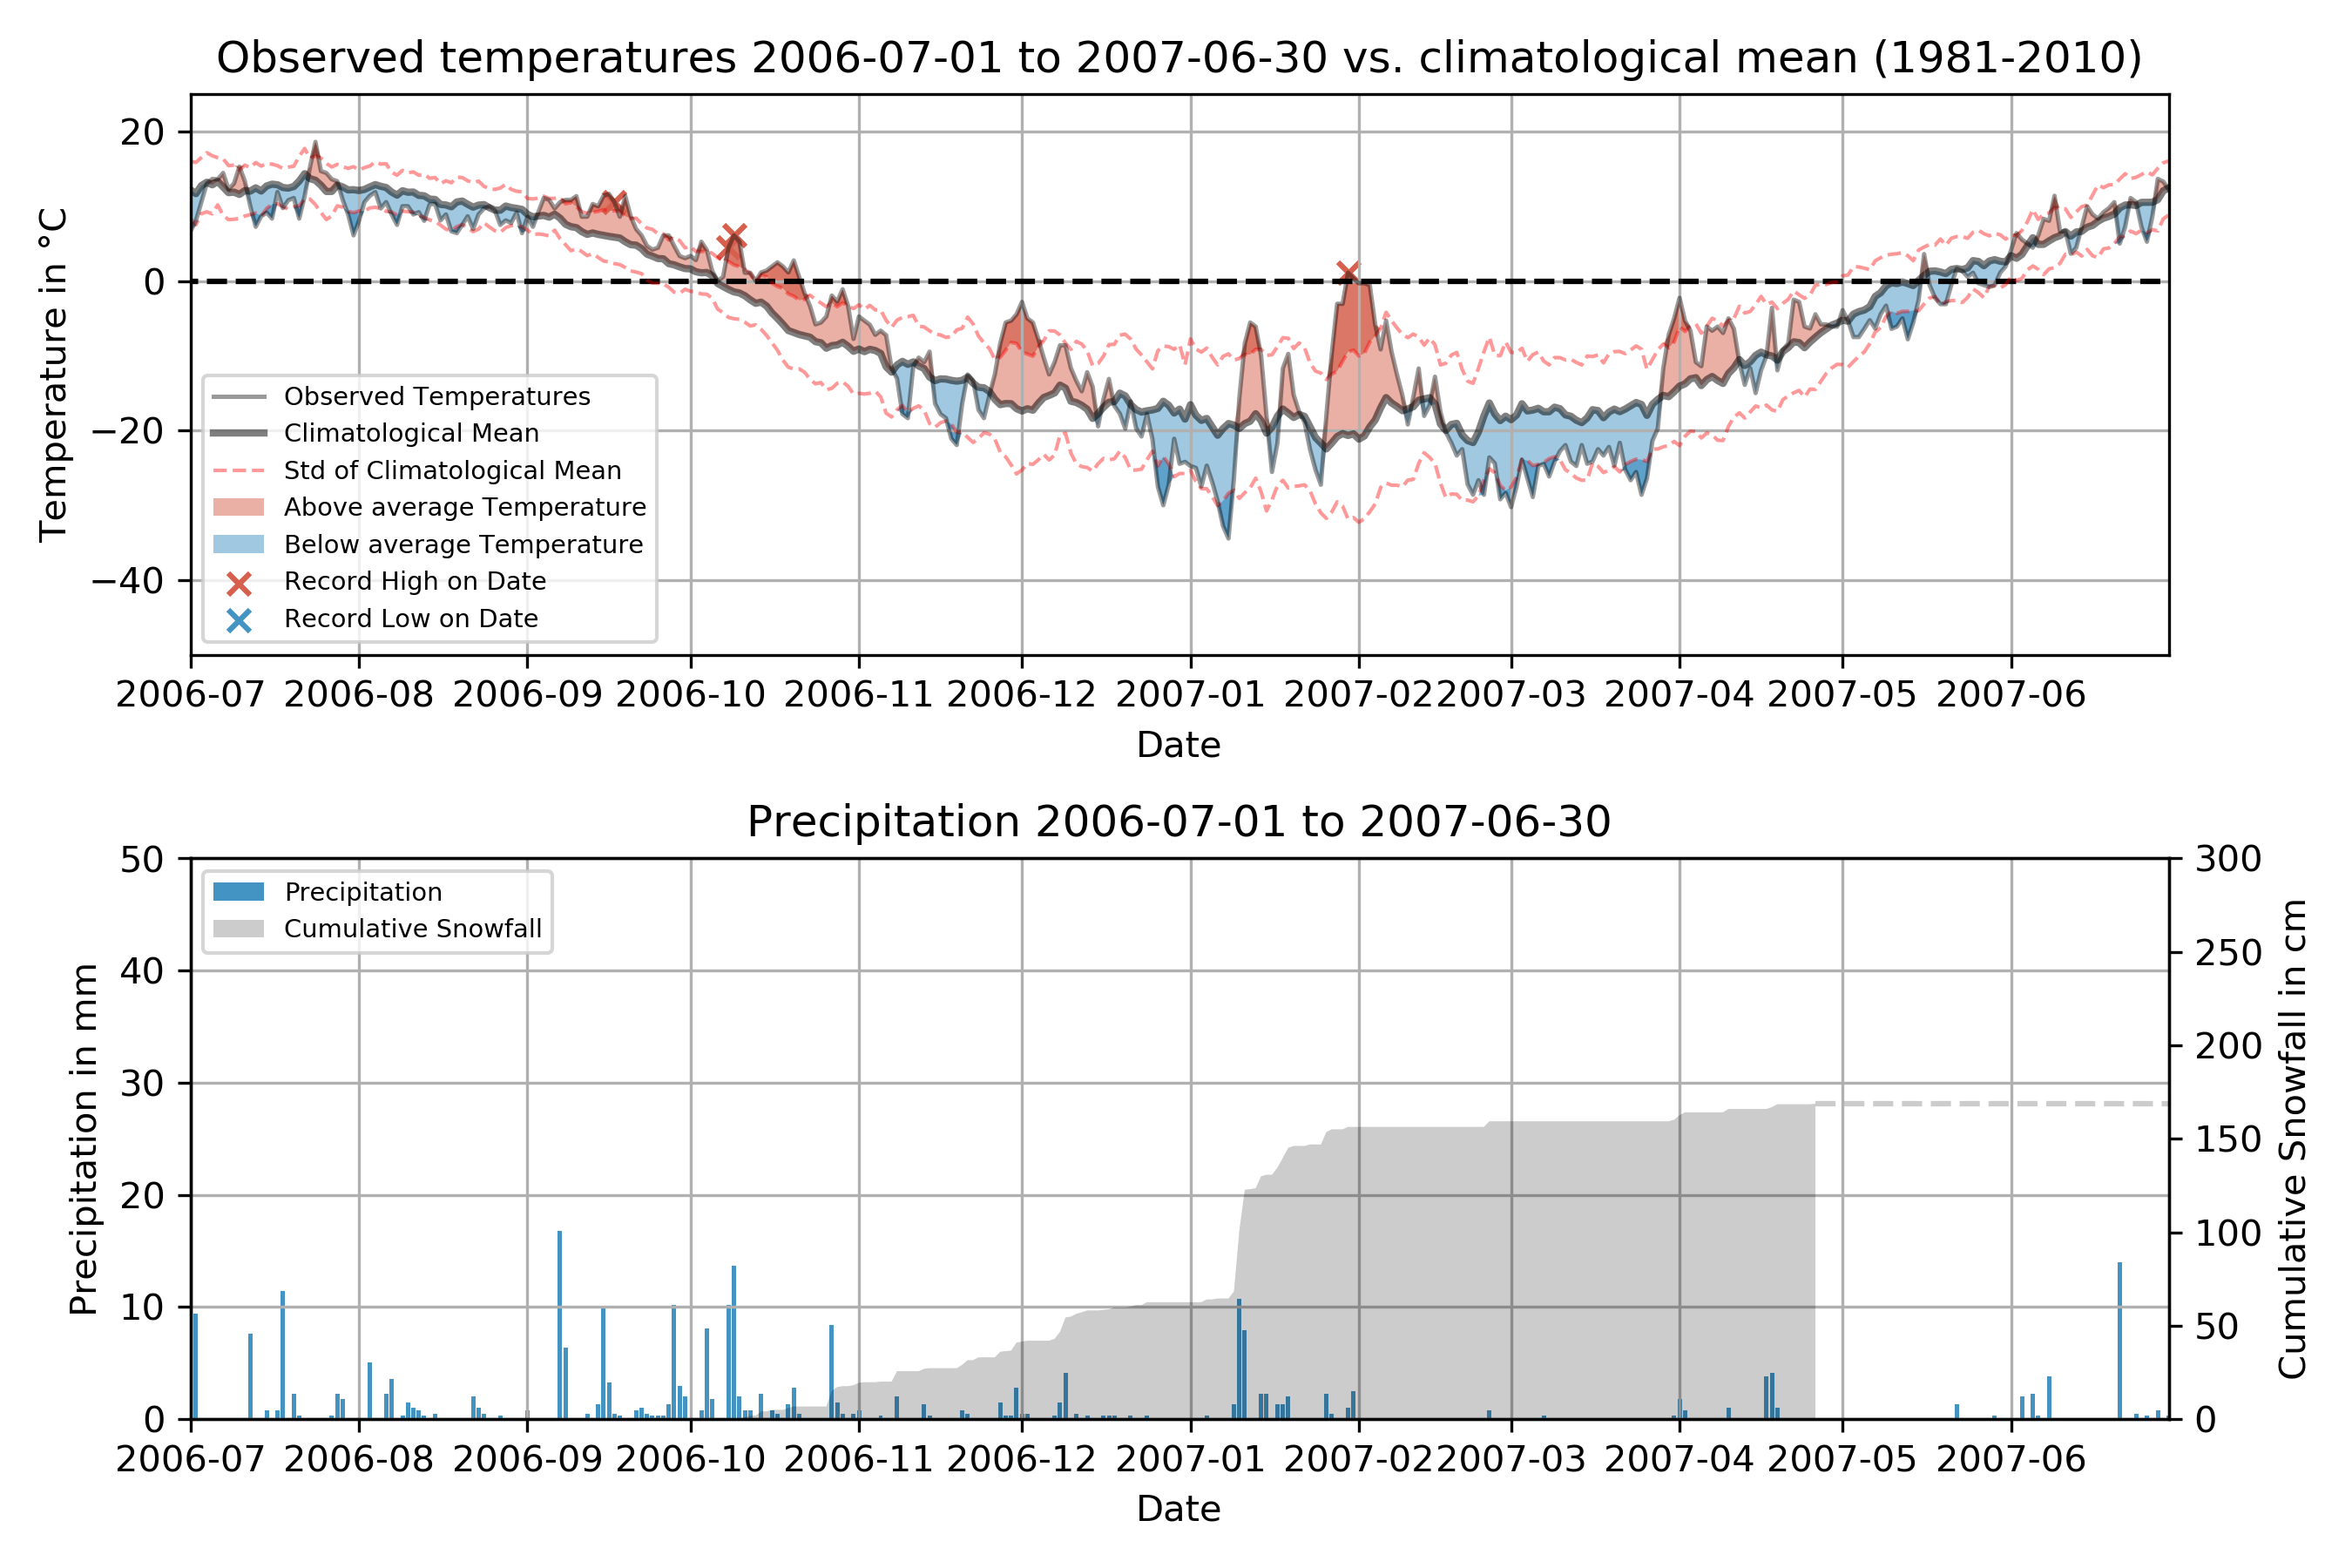 Observed temperatures 2006-07-01 to 2007-06-30 vs. climatological mean (1981-2010)
Temperature in °C
20
0
−20
−40
Observed Temperatures
Climatological Mean
Std of Climatological Mean
Above average Temperature
Below average Temperature
Record High on Date
Record Low on Date
2006-07 2006-08 2006-09 2006-10 2006-11 2006-12 2007-01 2007-02 2007-03 2007-04 2007-05 2007-06
Date
Precipitation 2006-07-01 to 2007-06-30
Precipitation in mm
50
40
30
20
10
0
Precipitation
Cumulative Snowfall
300
250
200
150
100
50
0
Cumulative Snowfall in cm
2006-07 2006-08 2006-09 2006-10 2006-11 2006-12 2007-01 2007-02 2007-03 2007-04 2007-05 2007-06
Date